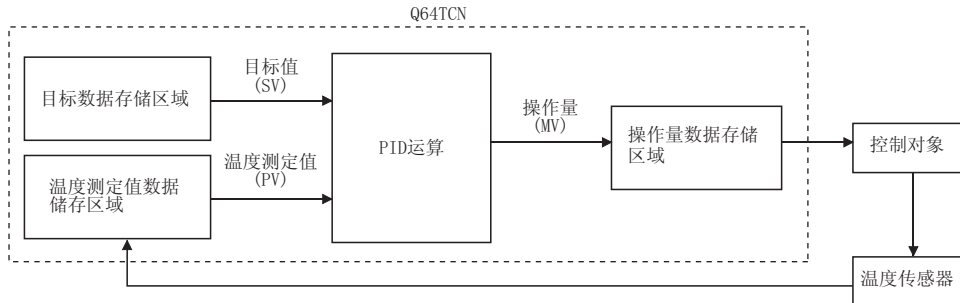 Q64TCN
目标数据存储区域
目标值
(SV)
温度测定值数据
储存区域
温度测定值
(PV)
PID运算
操作量
(MV)
操作量数据存储
区域
控制对象
温度传感器